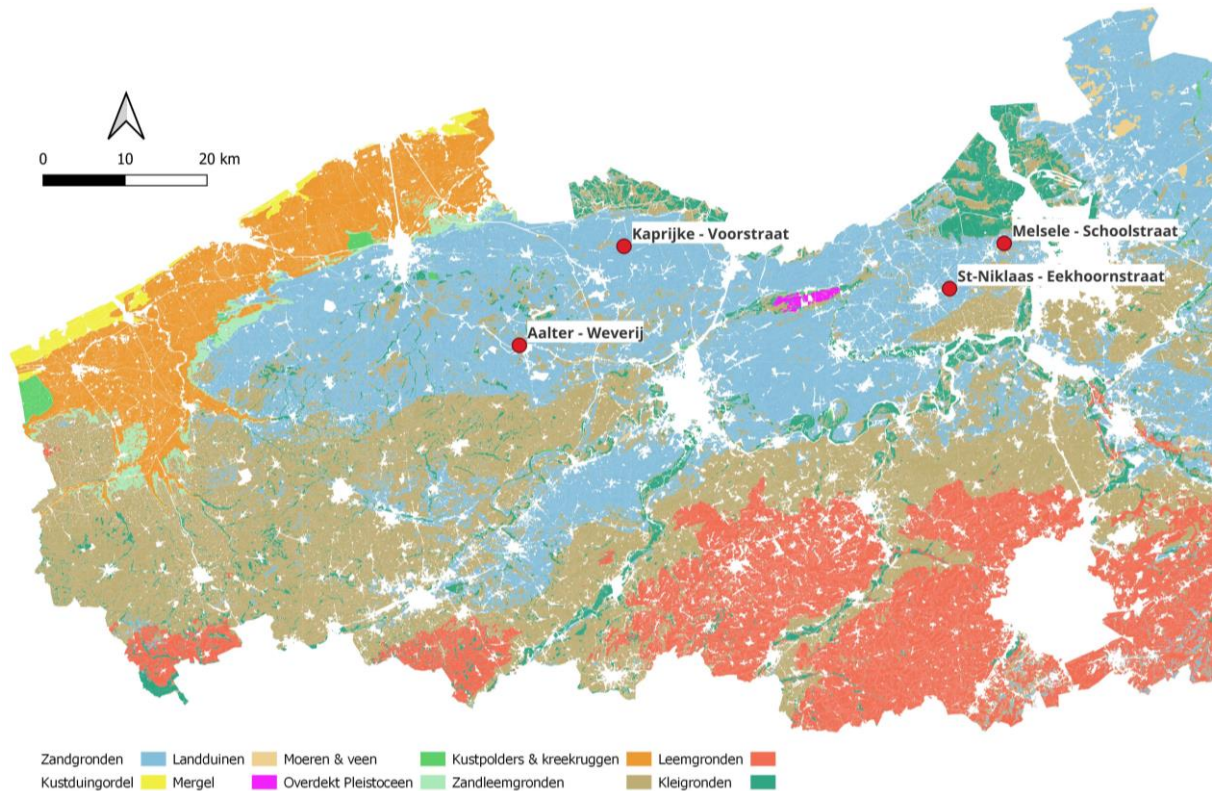 0 10 20 km
Kaprijke - Voorstraat
Melsele - Schoolstraat
St-Niklaas - Eekhoornstraat
Aalter - Weverij
Zandgronden Landduinen Moeren & veen Kustpolders & kreekruggen Leemgronden
Kustduingordel Mergel Overdekt Pleistoceen Zandleemgronden Kleigronden